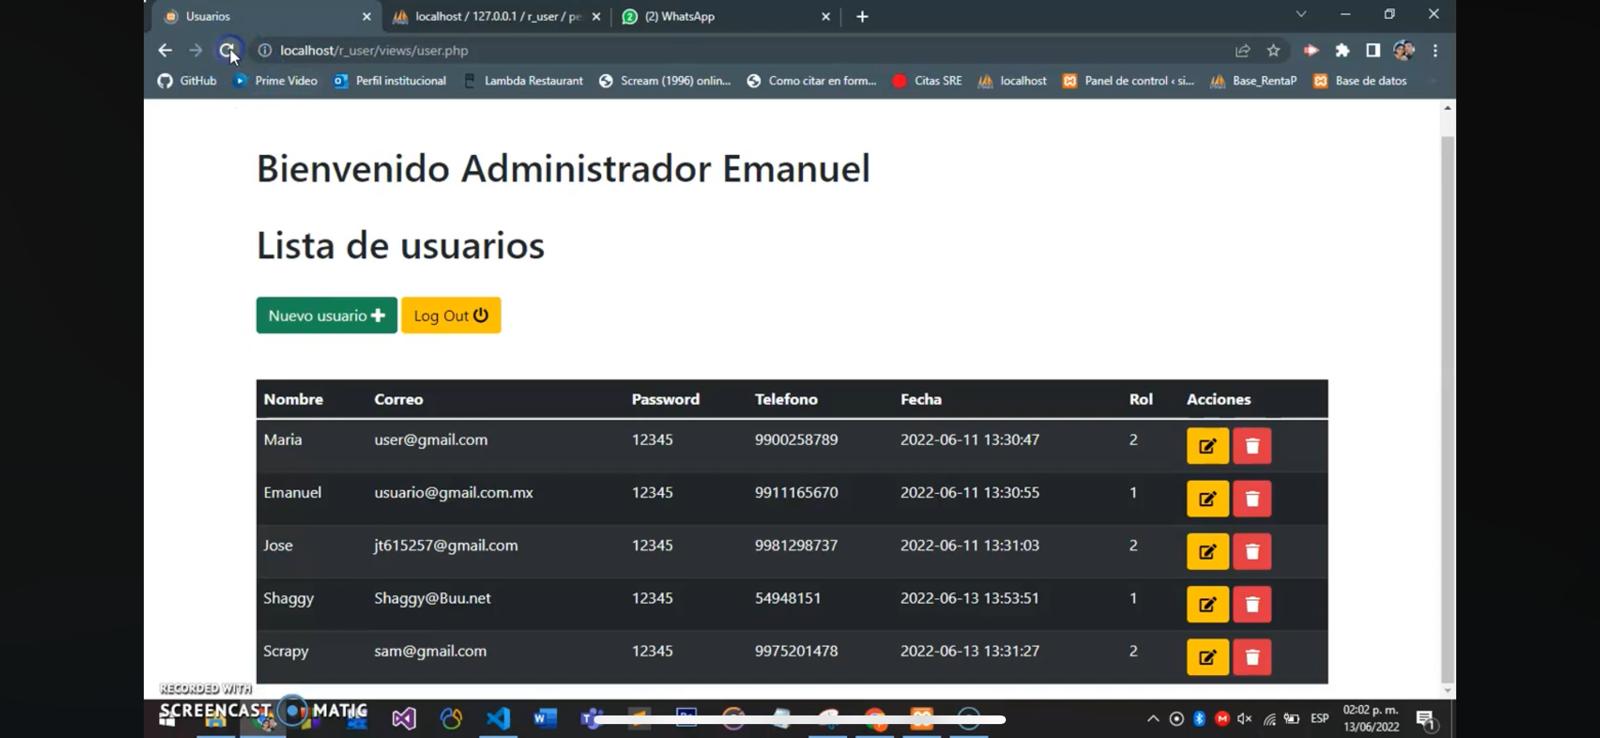 Usuarios
localhost / 127.0.0.1 / r_user / pe
(2) WhatsApp
localhost/r_user/views/user.php
GitHub
Prime Video
Perfil institucional
Lambda Restaurant
Scream (1996) onlin...
Como citar en form...
Citas SRE
localhost
Panel de control ‹ si...
Base_RentaP
Base de datos
Bienvenido Administrador Emanuel
Lista de usuarios
Nuevo usuario
Log Out
Nombre Correo Password Telefono Fecha Rol Acciones
Maria user@gmail.com 12345 9900258789 2022-06-11 13:30:47 2
Emanuel usuario@gmail.com.mx 12345 9911165670 2022-06-11 13:30:55 1
Jose jt615257@gmail.com 12345 9981298737 2022-06-11 13:31:03 2
Shaggy Shaggy@Buu.net 12345 54948151 2022-06-13 13:53:51 1
Scrapy sam@gmail.com 12345 9975201478 2022-06-13 13:31:27 2
RECORDED WITH
SCREENCAST MATIC
ESP
02:02 p. m.
13/06/2022
1